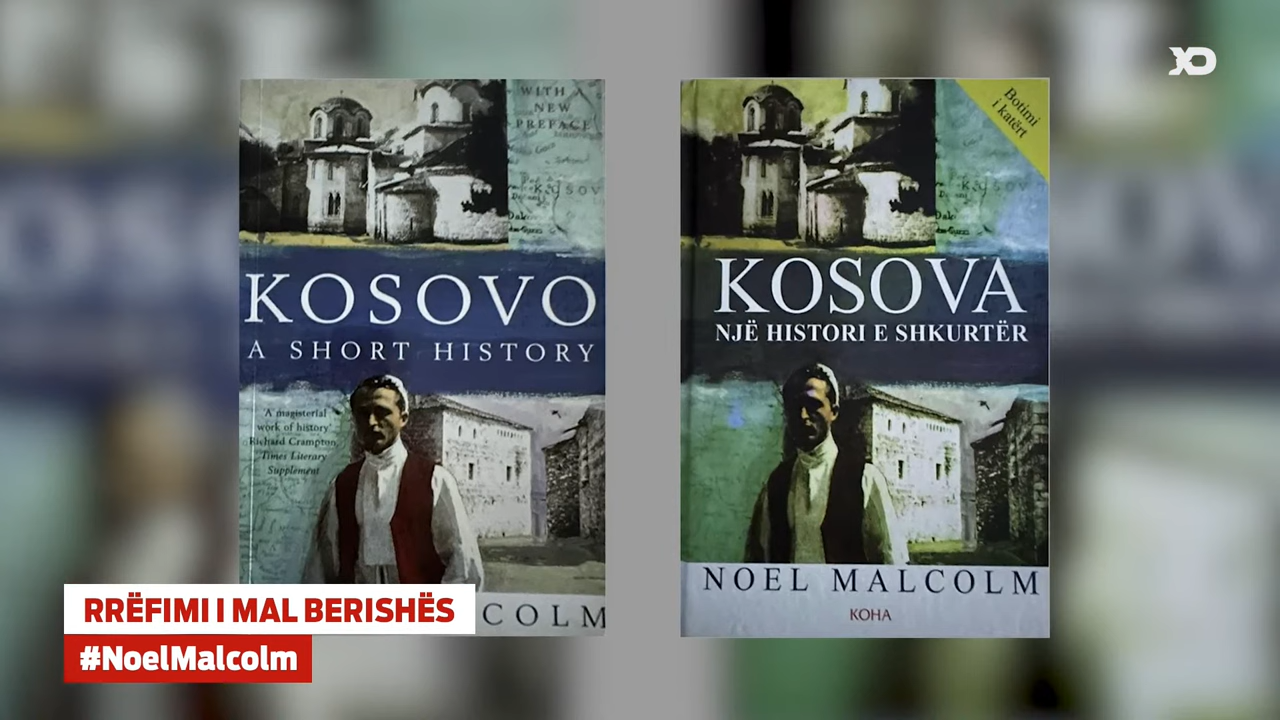 XD
WITH A
NEW
PREFACE
KOSOVO
A SHORT HISTORY
'A magisterial
work of history'
Richard Crampton,
Times Literary
Supplement
COLM
Botimi
i katërt
KOSOVA
NJË HISTORI E SHKURTËR
NOEL MALCOLM
KOHA
RRËFIMI I MAL BERISHËS
#NoelMalcolm